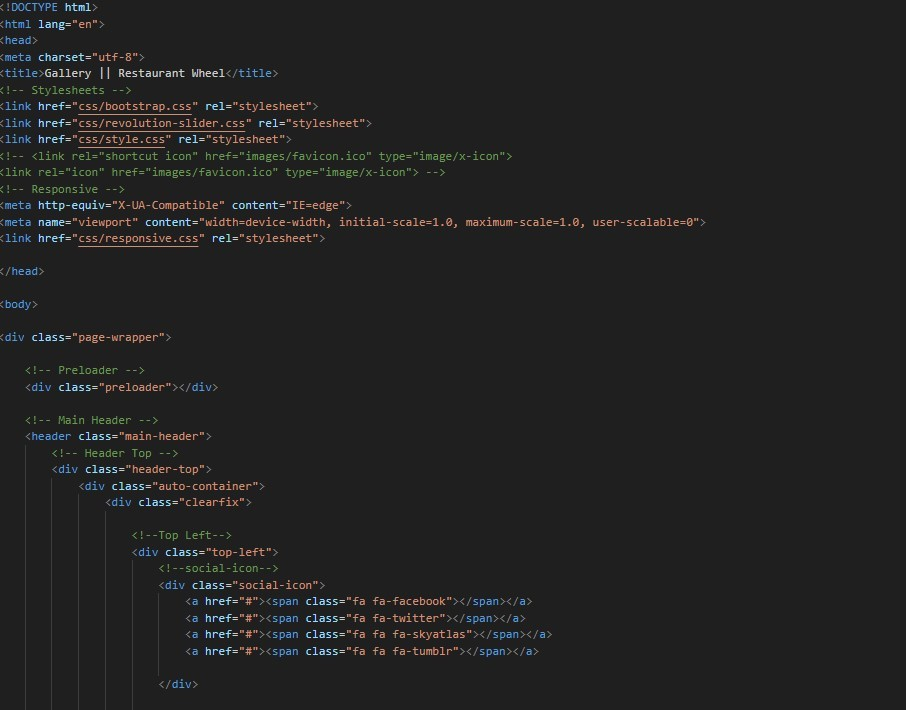 <!DOCTYPE html>
<html lang="en">
<head>
<meta charset="utf-8">
<title>Gallery || Restaurant Wheel</title>
<!-- Stylesheets -->
<link href="css/bootstrap.css" rel="stylesheet">
<link href="css/revolution-slider.css" rel="stylesheet">
<link href="css/style.css" rel="stylesheet">
<!-- <link rel="shortcut icon" href="images/favicon.ico" type="image/x-icon">
<link rel="icon" href="images/favicon.ico" type="image/x-icon"> -->
<!-- Responsive -->
<meta http-equiv="X-UA-Compatible" content="IE=edge">
<meta name="viewport" content="width=device-width, initial-scale=1.0, maximum-scale=1.0, user-scalable=0">
<link href="css/responsive.css" rel="stylesheet">
</head>
<body>
<div class="page-wrapper">
<!-- Preloader -->
<div class="preloader"></div>
<!-- Main Header -->
<header class="main-header">
<!-- Header Top -->
<div class="header-top">
<div class="auto-container">
<div class="clearfix">
<!--Top Left-->
<div class="top-left">
<!--social-icon-->
<div class="social-icon">
<a href="#"><span class="fa fa-facebook"></span></a>
<a href="#"><span class="fa fa-twitter"></span></a>
<a href="#"><span class="fa fa fa-skyatlas"></span></a>
<a href="#"><span class="fa fa fa-tumblr"></span></a>
</div>